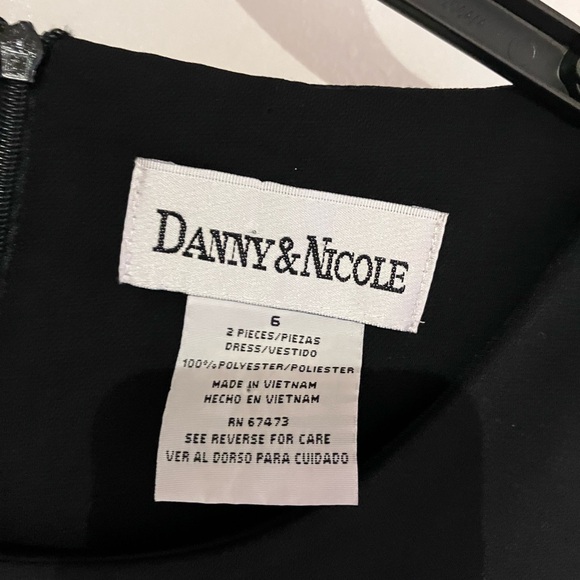 DANNY&NICOLE
6
2 PIECES/PIEZAS
DRESS/VESTIDO
100% POLYESTER/POLIESTER
MADE IN VIETNAM
HECHO EN VIETNAM
RN 67473
SEE REVERSE FOR CARE
VER AL DORSO PARA CUIDADO